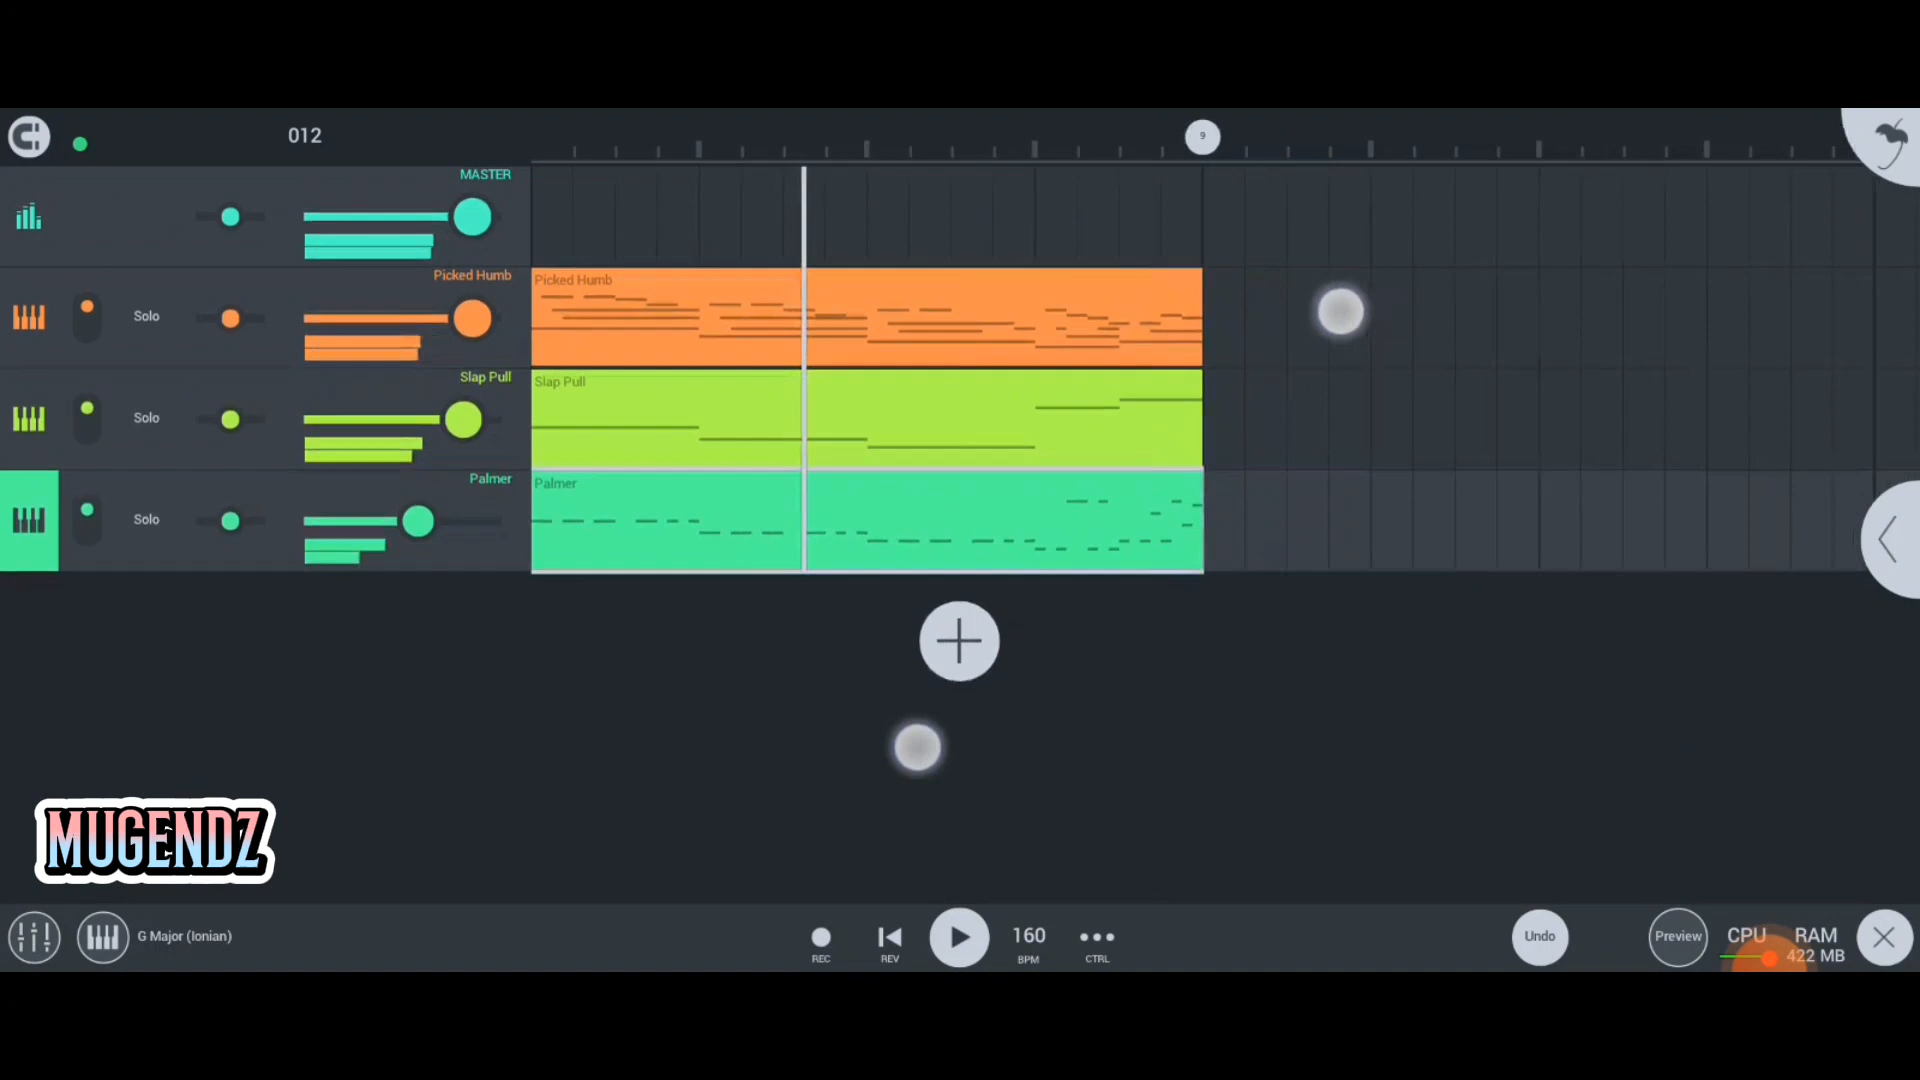 012
9
MASTER
Picked Humb
Picked Humb
Solo
Slap Pull
Slap Pull
Solo
Palmer
Palmer
Solo
MUGENDZ
G Major (Ionian)
REC
REV
160
BPM
CTRL
Undo
Preview
CPU
RAM
422 MB